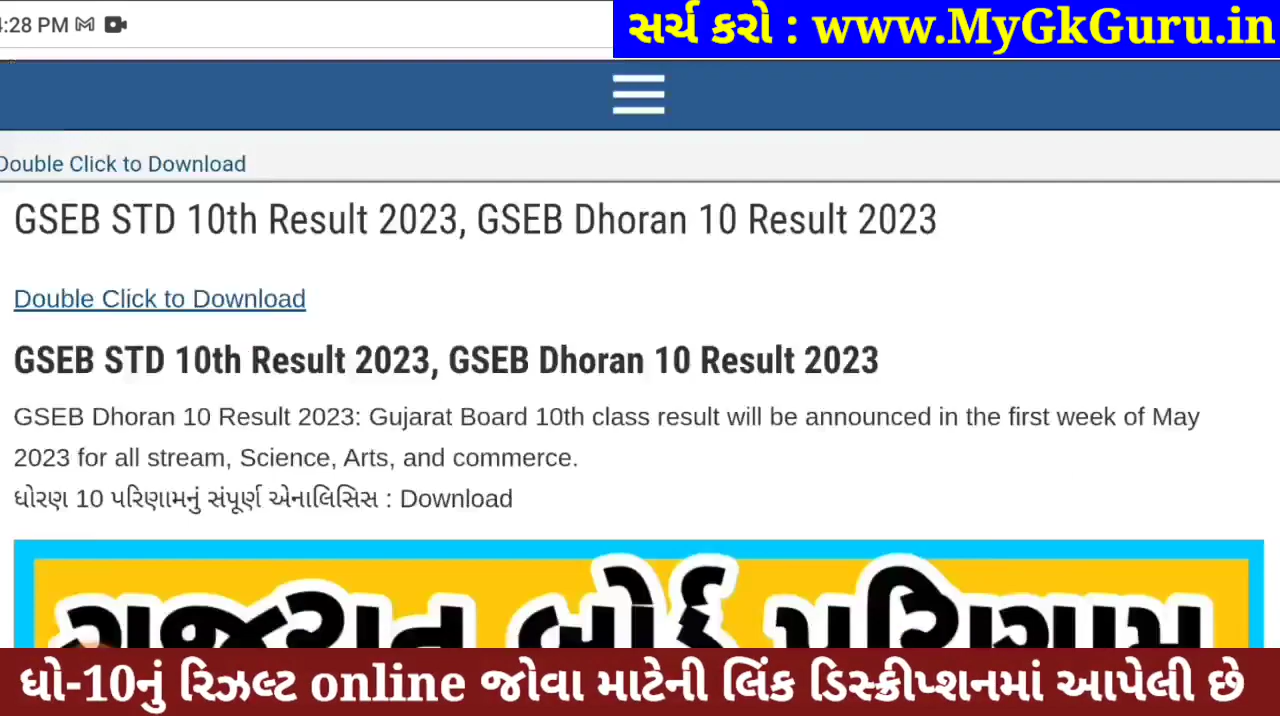 4:28 PM
સર્ચ કરો : www.MyGkGuru.in
Double Click to Download
GSEB STD 10th Result 2023, GSEB Dhoran 10 Result 2023
Double Click to Download
GSEB STD 10th Result 2023, GSEB Dhoran 10 Result 2023
GSEB Dhoran 10 Result 2023: Gujarat Board 10th class result will be announced in the first week of May
2023 for all stream, Science, Arts, and commerce.
ધોરણ 10 પરિણામનું સંપૂર્ણ એનાલિસિસ : Download
ગુજરાત બોર્ડ પરિણામ
ધો-10નું રિઝલ્ટ online જોવા માટેની લિંક ડિસ્ક્રીપ્શનમાં આપેલી છે